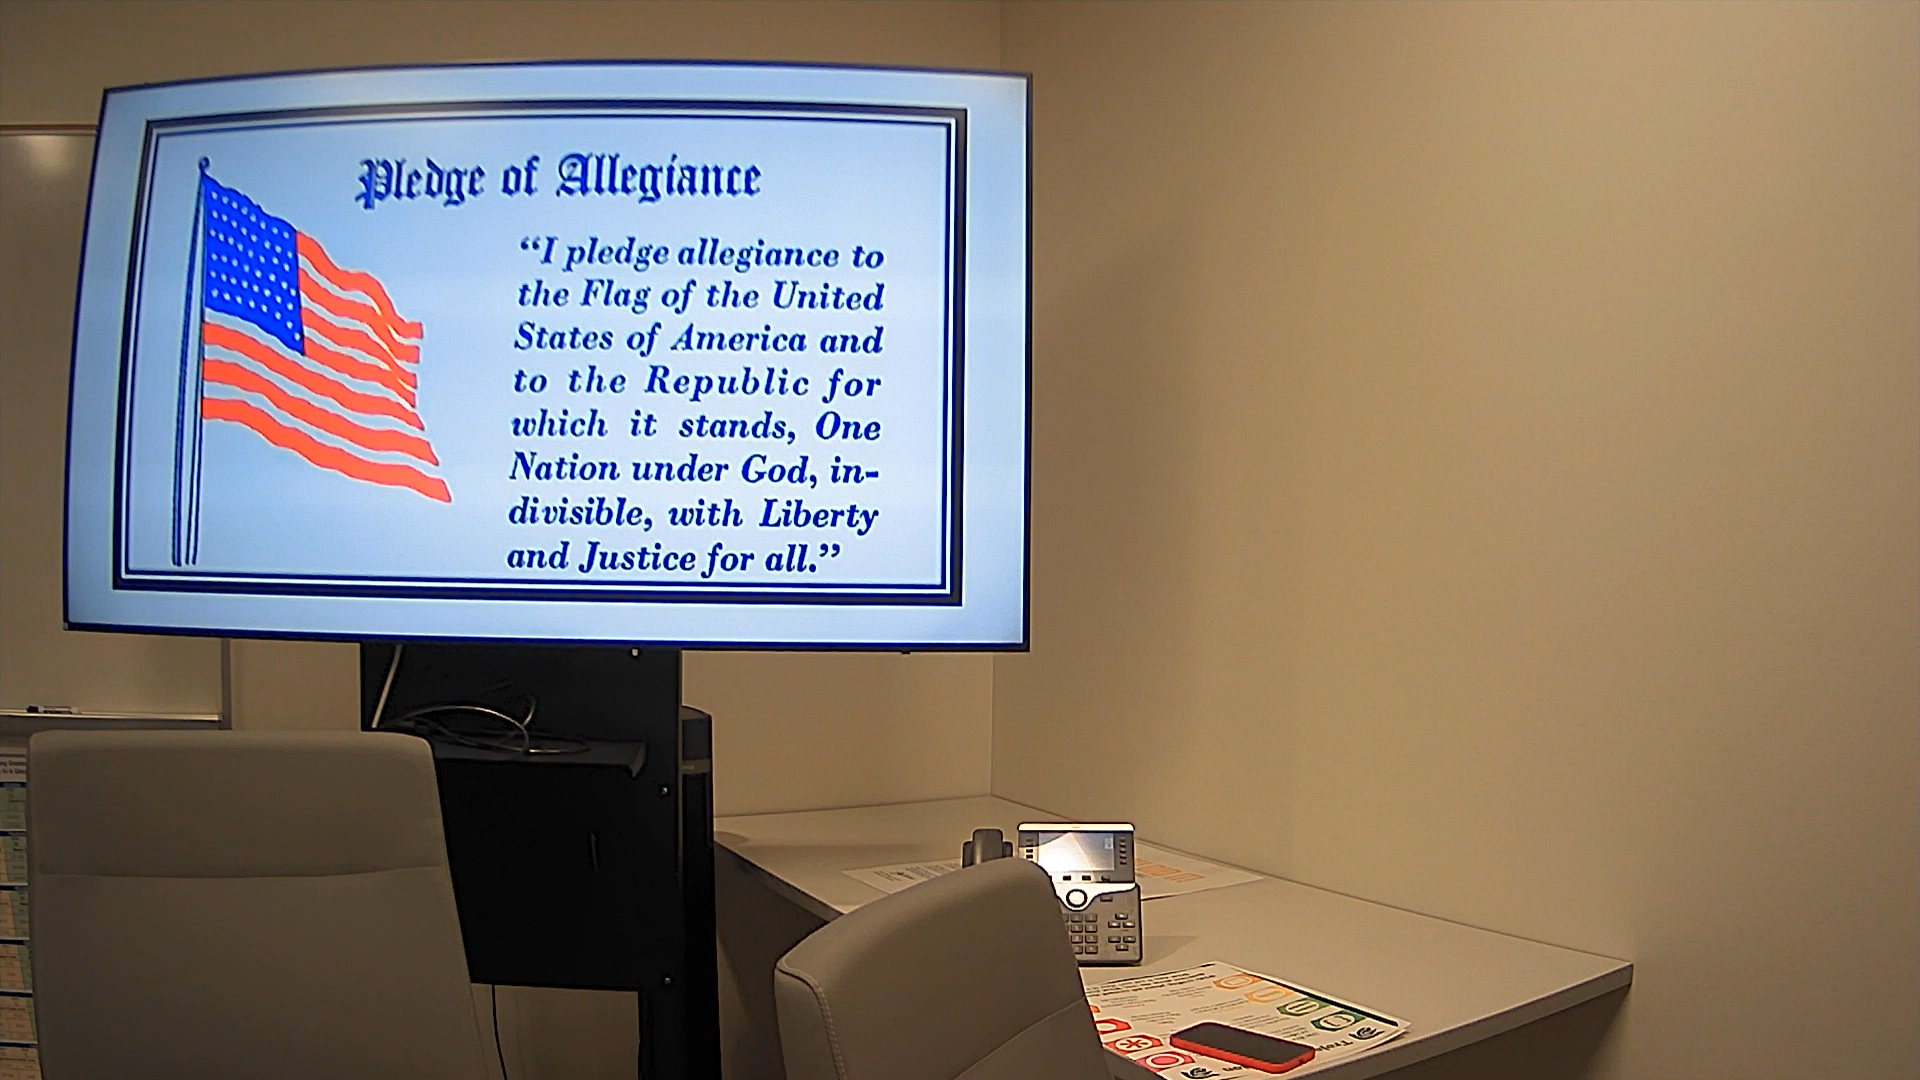 Pledge of Allegiance
“I pledge allegiance to
the Flag of the United
States of America and
to the Republic for
which it stands, One
Nation under God, in-
divisible, with Liberty
and Justice for all.”